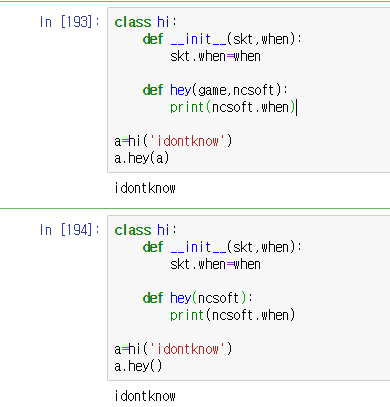 In [193]: class hi:
def __init__(skt,when):
skt.when=when
def hey(game,ncsoft):
print(ncsoft.when)
a=hi('idontknow')
a.hey(a)
idontknow
In [194]: class hi:
def __init__(skt,when):
skt.when=when
def hey(ncsoft):
print(ncsoft.when)
a=hi('idontknow')
a.hey()
idontknow